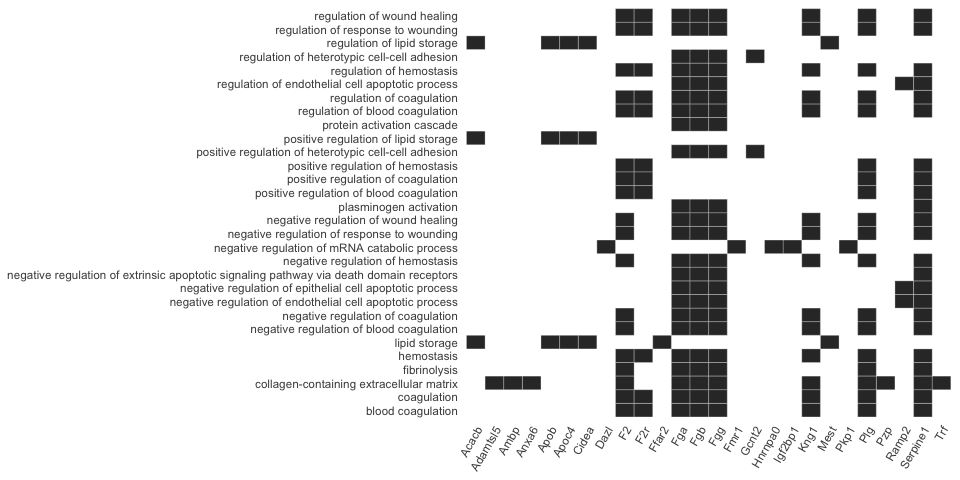 regulation of wound healing
regulation of response to wounding
regulation of lipid storage
regulation of heterotypic cell-cell adhesion
regulation of hemostasis
regulation of endothelial cell apoptotic process
regulation of coagulation
regulation of blood coagulation
protein activation cascade
positive regulation of lipid storage
positive regulation of heterotypic cell-cell adhesion
positive regulation of hemostasis
positive regulation of coagulation
positive regulation of blood coagulation
plasminogen activation
negative regulation of wound healing
negative regulation of response to wounding
negative regulation of mRNA catabolic process
negative regulation of hemostasis
negative regulation of extrinsic apoptotic signaling pathway via death domain receptors
negative regulation of epithelial cell apoptotic process
negative regulation of endothelial cell apoptotic process
negative regulation of coagulation
negative regulation of blood coagulation
lipid storage
hemostasis
fibrinolysis
collagen-containing extracellular matrix
coagulation
blood coagulation
Acacb
Adamtsl5
Ambp
Anxa6
Apob
Apoc4
Cidea
Dazl
F2
F2r
Ffar2
Fga
Fgb
Fgg
Fmr1
Gcnt2
Hnrnpa0
Igf2bp1
Kng1
Mest
Pkp1
Plg
Pzp
Ramp2
Serpine1
Trf